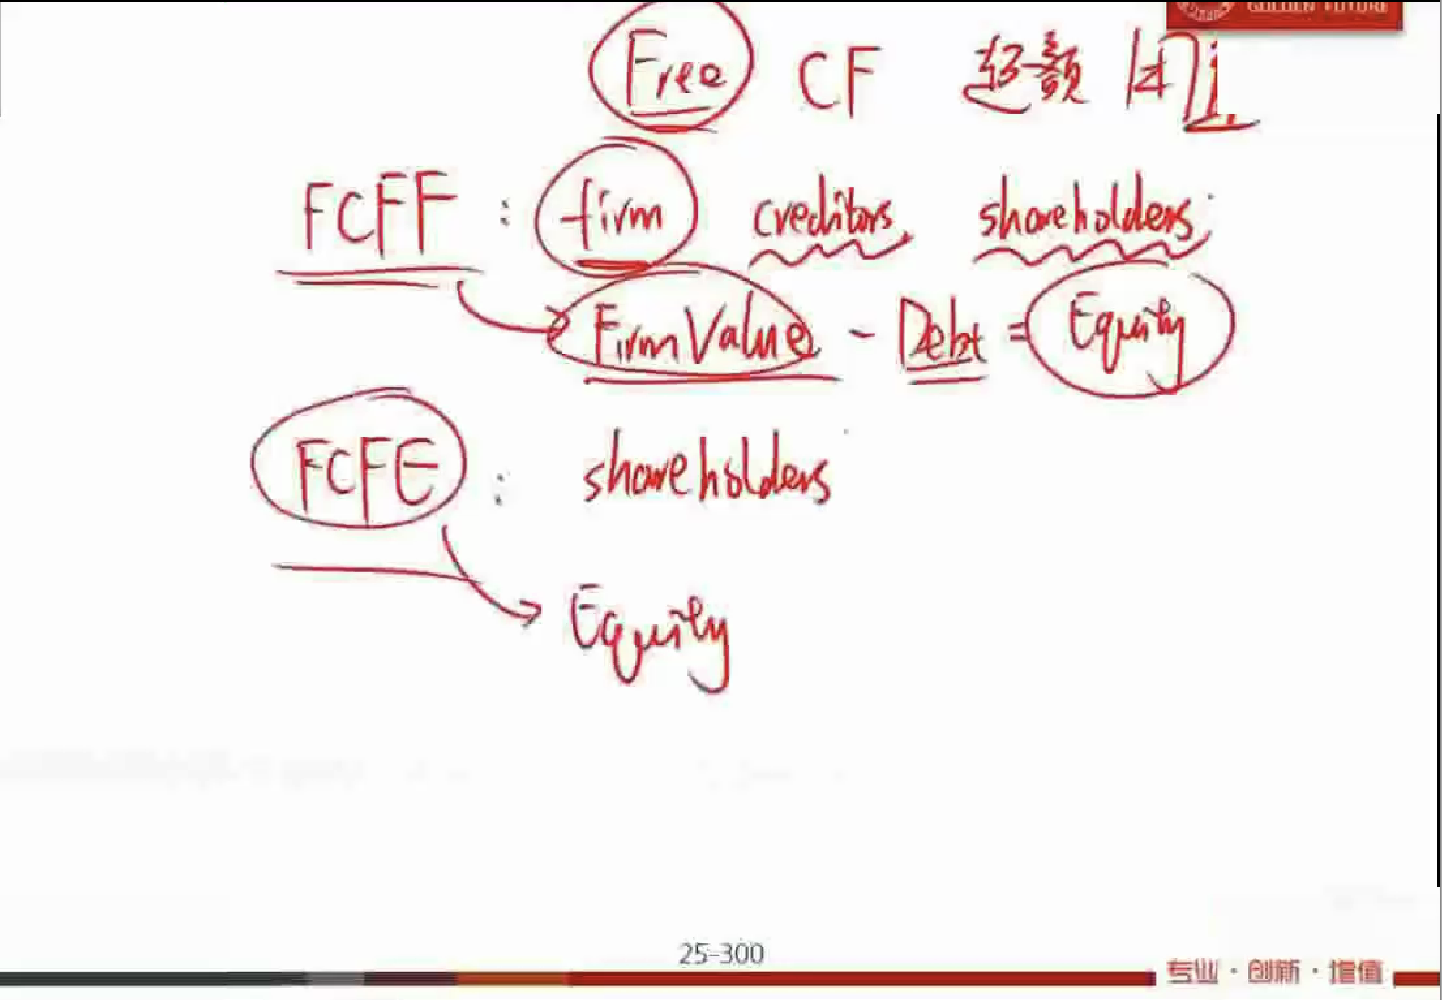 GOLDEN FUTURE
Free CF 超额
FCFF : firm creditors, shareholders.
Firm Value - Debt = Equity
FCFE : shareholders
Equity
25-300
专业·创新·增值